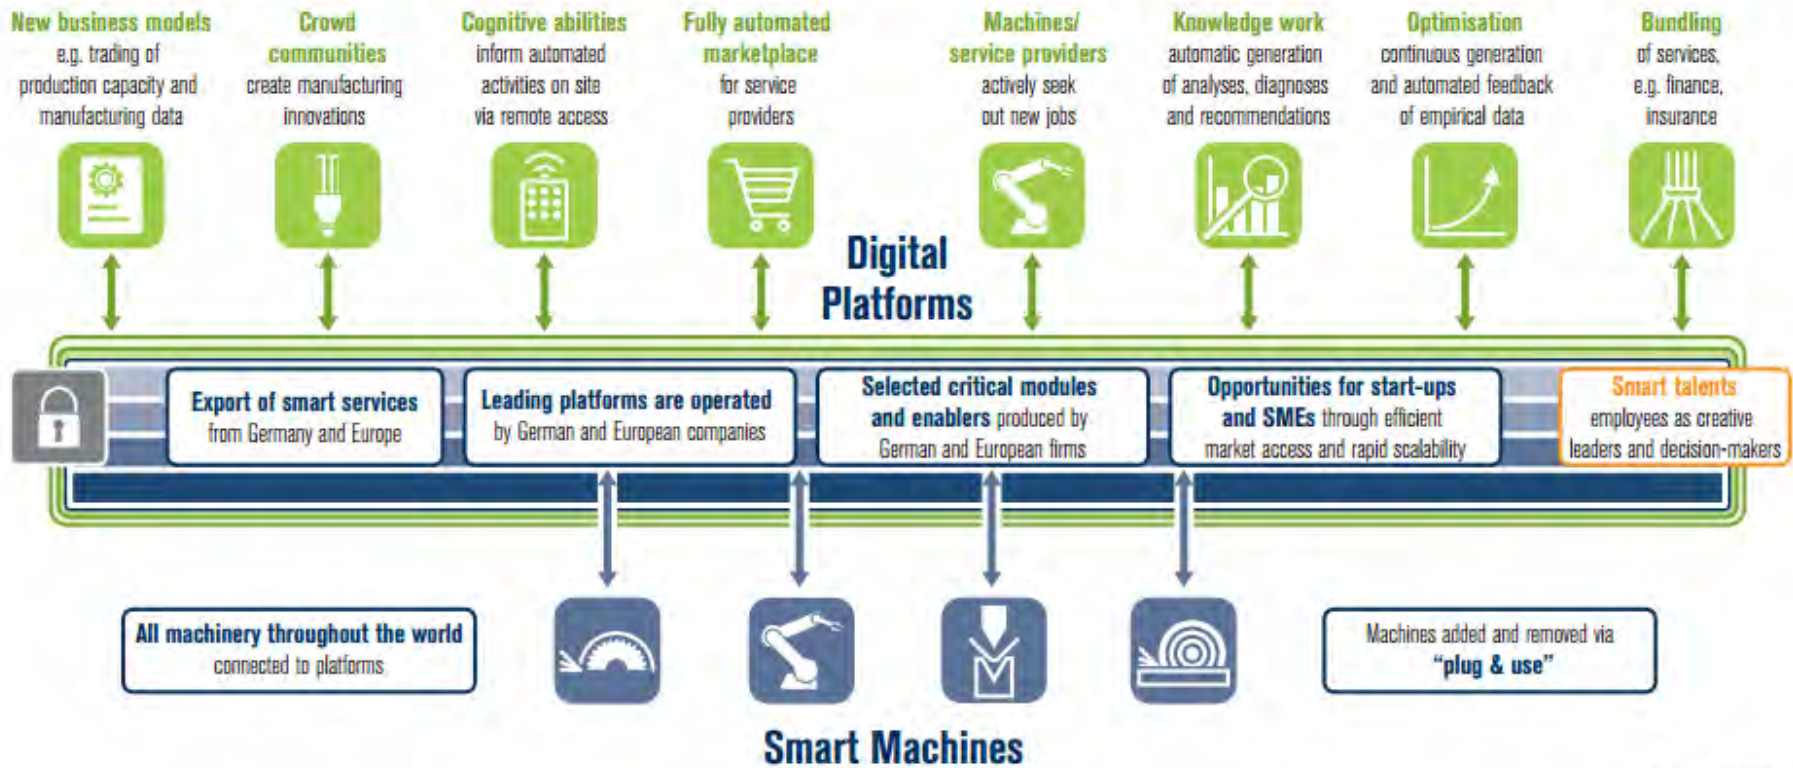 New business models
e.g. trading of
production capacity and
manufacturing data
Crowd
communities
create manufacturing
innovations
Cognitive abilities
inform automated
activities on site
via remote access
Fully automated
marketplace
for service
providers
Machines/
service providers
actively seek
out new jobs
Knowledge work
automatic generation
of analyses, diagnoses
and recommendations
Optimisation
continuous generation
and automated feedback
of empirical data
Bundling
of services,
e.g. finance,
insurance
Digital
Platforms
Export of smart services
from Germany and Europe
Leading platforms are operated
by German and European companies
Selected critical modules
and enablers produced by
German and European firms
Opportunities for start-ups
and SMEs through efficient
market access and rapid scalability
Smart talents
employees as creative
leaders and decision-makers
All machinery throughout the world
connected to platforms
Machines added and removed via
“plug & use”
Smart Machines